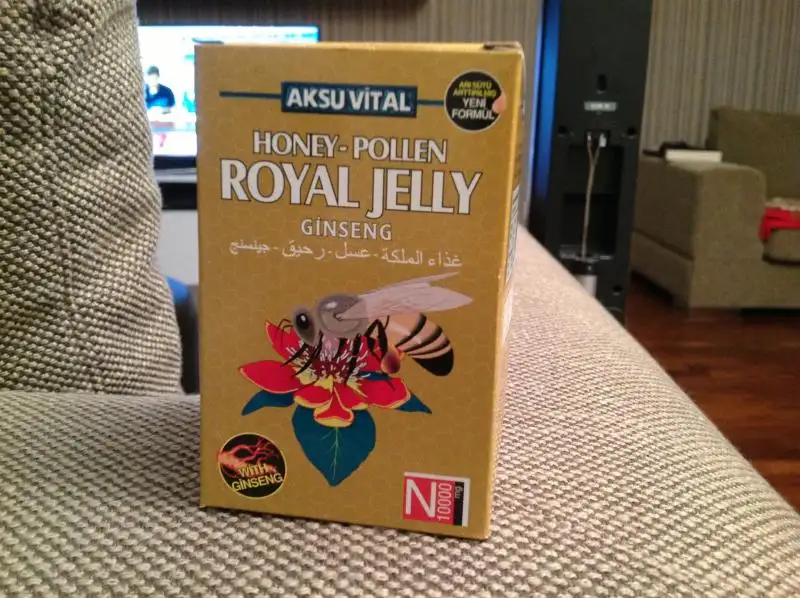 AKSU VİTAL
ARI SÜTÜ
ARTTIRILMIŞ
YENİ
FORMÜL
HONEY - POLLEN
ROYAL JELLY
GİNSENG
غذاء الملكة - عسل - رحيق - جينسنج
WITH
GİNSENG
N 10000 mg